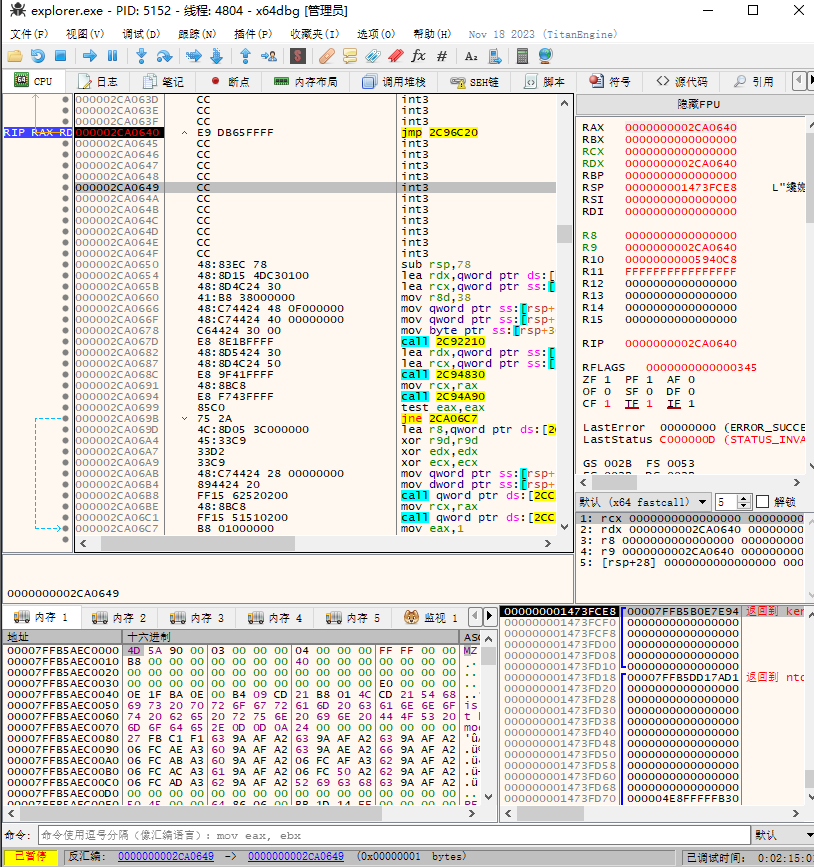 explorer.exe - PID: 5152 - 线程: 4804 - x64dbg [管理员]
文件(F) 视图(V) 调试(D) 跟踪(N) 插件(P) 收藏夹(I) 选项(O) 帮助(H) Nov 18 2023 (TitanEngine)
CPU 日志 笔记 断点 内存布局 调用堆栈 SEH链 脚本 符号 源代码 引用
000002CA063D CC int3
000002CA063E CC int3
000002CA063F CC int3
RIP RAX RD 000002CA0640 E9 DB65FFFF jmp 2C96C20
000002CA0645 CC int3
000002CA0646 CC int3
000002CA0647 CC int3
000002CA0648 CC int3
000002CA0649 CC int3
000002CA064A CC int3
000002CA064B CC int3
000002CA064C CC int3
000002CA064D CC int3
000002CA064E CC int3
000002CA064F CC int3
000002CA0650 48:83EC 78 sub rsp,78
000002CA0654 48:8D15 4DC30100 lea rdx,qword ptr ds:[
000002CA065B 48:8D4C24 30 lea rcx,qword ptr ss:[
000002CA0660 41:B8 38000000 mov r8d,38
000002CA0666 48:C74424 48 0F000000 mov qword ptr ss:[rsp+
000002CA066F 48:C74424 40 00000000 mov qword ptr ss:[rsp+
000002CA0678 C64424 30 00 mov byte ptr ss:[rsp+3
000002CA067D E8 8E1BFFFF call 2C92210
000002CA0682 48:8D5424 30 lea rdx,qword ptr ss:[
000002CA0687 48:8D4C24 50 lea rcx,qword ptr ss:[
000002CA068C E8 9F41FFFF call 2C94830
000002CA0691 48:8BC8 mov rcx,rax
000002CA0694 E8 F743FFFF call 2C94A90
000002CA0699 85C0 test eax,eax
000002CA069B 75 2A jne 2CA06C7
000002CA069D 4C:8D05 3C000000 lea r8,qword ptr ds:[2
000002CA06A4 45:33C9 xor r9d,r9d
000002CA06A7 33D2 xor edx,edx
000002CA06A9 33C9 xor ecx,ecx
000002CA06AB 48:C74424 28 00000000 mov qword ptr ss:[rsp+
000002CA06B4 894424 20 mov dword ptr ss:[rsp+
000002CA06B8 FF15 62520200 call qword ptr ds:[2CC
000002CA06BE 48:8BC8 mov rcx,rax
000002CA06C1 FF15 51510200 call qword ptr ds:[2CC
000002CA06C7 B8 01000000 mov eax,1
0000000002CA0649
隐藏FPU
RAX 0000000002CA0640
RBX 0000000000000000
RCX 0000000000000000
RDX 0000000002CA0640
RBP 0000000000000000
RSP 000000001473FCE8
RSI 0000000000000000
RDI 0000000000000000
R8 0000000000000000
R9 0000000002CA0640
R10 00000000005940C8
R11 FFFFFFFFFFFFFFFF
R12 0000000000000000
R13 0000000000000000
R14 0000000000000000
R15 0000000000000000
RIP 0000000002CA0640
RFLAGS 0000000000000345
ZF 1 PF 1 AF 0
OF 0 SF 0 DF 0
CF 1 TF 1 IF 1
LastError 00000000 (ERROR_SUCCE
LastStatus C000000D (STATUS_INVA
GS 002B FS 0053
默认 (x64 fastcall) 5 解锁
1: rcx 0000000000000000 00000000
2: rdx 0000000002CA0640 00000000
3: r8 0000000000000000 000000000
4: r9 0000000002CA0640 000000000
5: [rsp+28] 0000000000000000 000
内存 1 内存 2 内存 3 内存 4 内存 5 监视 1
地址 十六进制 ASC
00007FFB5AEC0000 4D 5A 90 00 03 00 00 00 04 00 00 00 FF FF 00 00 MZ
00007FFB5AEC0010 B8 00 00 00 00 00 00 00 40 00 00 00 00 00 00 00
00007FFB5AEC0020 00 00 00 00 00 00 00 00 00 00 00 00 00 00 00 00
00007FFB5AEC0030 00 00 00 00 00 00 00 00 00 00 00 00 E0 00 00 00
00007FFB5AEC0040 0E 1F BA 0E 00 B4 09 CD 21 B8 01 4C CD 21 54 68
00007FFB5AEC0050 69 73 20 70 72 6F 67 72 61 6D 20 63 61 6E 6E 6F is
00007FFB5AEC0060 74 20 62 65 20 72 75 6E 20 69 6E 20 44 4F 53 20 t
00007FFB5AEC0070 6D 6F 64 65 2E 0D 0D 0A 24 00 00 00 00 00 00 00 mo
00007FFB5AEC0080 27 FB C1 F1 63 9A AF A2 63 9A AF A2 63 9A AF A2
00007FFB5AEC0090 06 FC AE A3 60 9A AF A2 63 9A AE A2 66 9A AF A2
00007FFB5AEC00A0 06 FC AB A3 60 9A AF A2 06 FC AF A3 62 9A AF A2
00007FFB5AEC00B0 06 FC AC A3 61 9A AF A2 06 FC 50 A2 62 9A AF A2
00007FFB5AEC00C0 06 FC AD A3 62 9A AF A2 52 69 63 68 63 9A AF A2
00007FFB5AEC00D0 00 00 00 00 00 00 00 00 00 00 00 00 00 00 00 00
000000001473FCE8 00007FFB5B0E7E94 返回到 ker
000000001473FCF0 0000000000000000
000000001473FCF8 0000000000000000
000000001473FD00 0000000000000000
000000001473FD08 0000000000000000
000000001473FD10 0000000000000000
000000001473FD18 00007FFB5DD17AD1 返回到 ntd
000000001473FD20 0000000000000000
000000001473FD28 0000000000000000
000000001473FD30 0000000000000000
000000001473FD38 0000000000000000
000000001473FD40 0000000000000000
000000001473FD48 0000000000000000
000000001473FD50 0000000000000000
000000001473FD58 0000000000000000
000000001473FD60 0000000000000000
000000001473FD68 0000000000000000
000000001473FD70 000004E8FFFFFB30
命令: 命令使用逗号分隔（像汇编语言）: mov eax, ebx 默认
已暂停 反汇编: 0000000002CA0649 -> 0000000002CA0649 (0x00000001 bytes) 已调试时间: 0:02:15:0